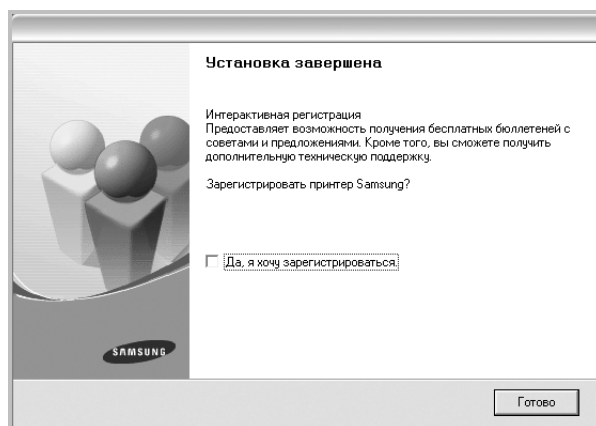 Установка завершена
Интерактивная регистрация
Предоставляет возможность получения бесплатных бюллетеней с
советами и предложениями. Кроме того, вы сможете получить
дополнительную техническую поддержку.
Зарегистрировать принтер Samsung?
Да, я хочу зарегистрироваться.
SAMSUNG
Готово